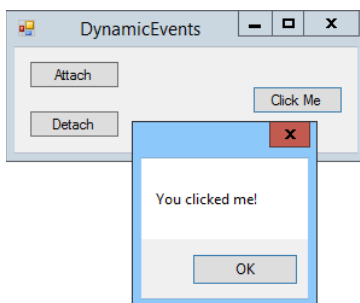 DynamicEvents
Attach
Click Me
Detach
You clicked me!
OK